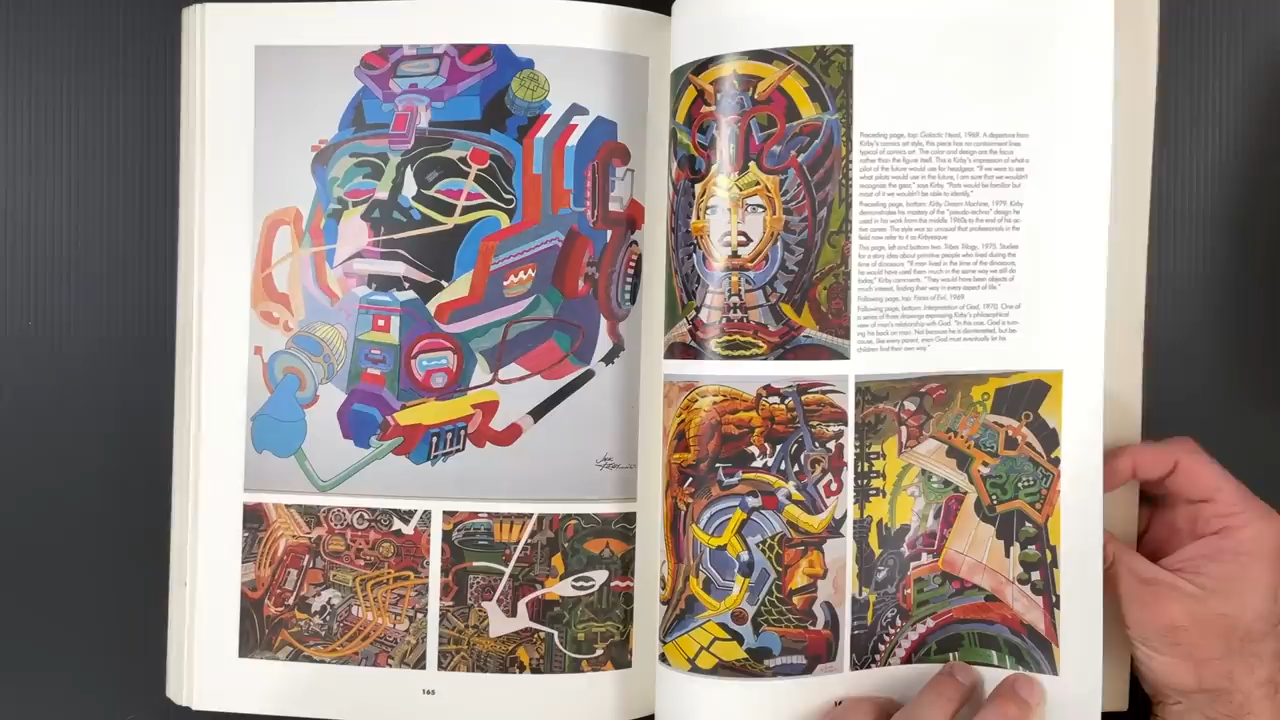 Jack Kirby
165
Preceding page, top: Galactic Head, 1968. A departure from
Kirby's comics art style, this piece has no containment lines
typical of comics art. The color and design are the focus
rather than the figure itself. This is Kirby's impression of what a
pilot of the future would use for headgear. "If we were to see
what pilots would use in the future, I am sure that we wouldn't
recognize the gear," says Kirby. "Parts would be familiar but
most of it we wouldn't be able to identify."
Preceding page, bottom: Kirby Dream Machine, 1979. Kirby
demonstrates his mastery of the "pseudo-techno" design he
used in his work from the middle 1960s to the end of his ac-
tive career. This style was so unusual that professionals in the
field now refer to it as Kirbyesque.
This page, left and bottom two: Tribes Trilogy, 1975. Studies
for a story idea about primitive people who lived during the
time of dinosaurs. "If men lived in the time of the dinosaurs,
he would have used them much in the same way we still do
today," Kirby comments. "They would have been objects of
much interest, finding their way in every aspect of life."
Following page, top: Faces of Evil, 1969.
Following page, bottom: Interpretation of God, 1970. One of
a series of three drawings expressing Kirby's philosophical
view of man's relationship with God. "In this one, God is turn-
ing his back on man. Not because he is disinterested, but be-
cause, like every parent, even God must eventually let his
children find their own way."